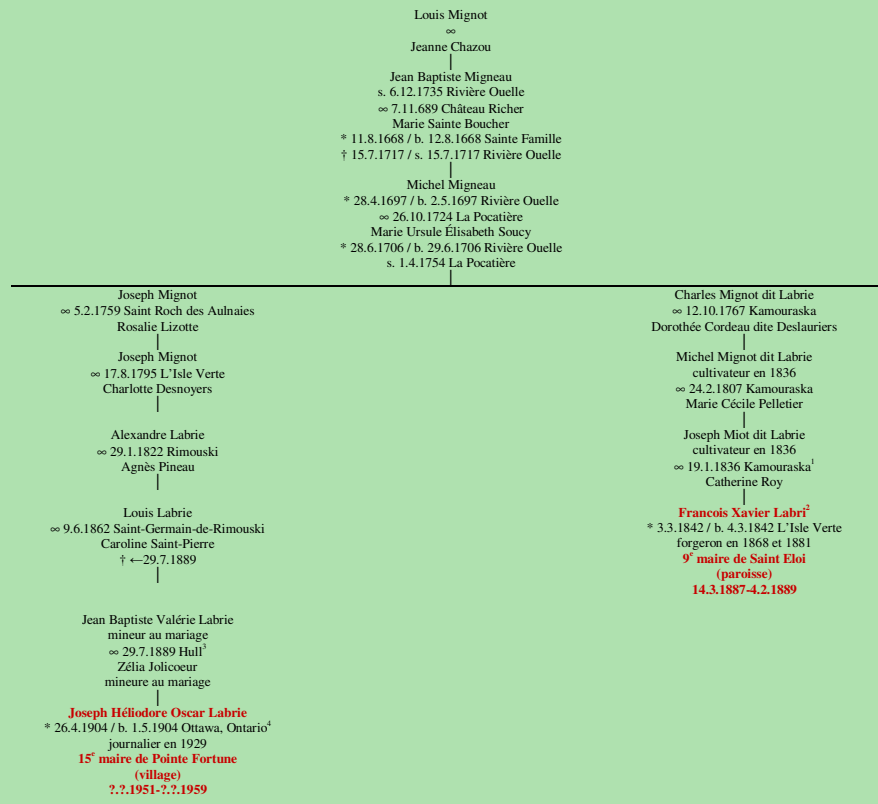 Louis Mignot
∞
Jeanne Chazou
Jean Baptiste Migneau
s. 6.12.1735 Rivière Ouelle
∞ 7.11.689 Château Richer
Marie Sainte Boucher
* 11.8.1668 / b. 12.8.1668 Sainte Famille
† 15.7.1717 / s. 15.7.1717 Rivière Ouelle
Michel Migneau
* 28.4.1697 / b. 2.5.1697 Rivière Ouelle
∞ 26.10.1724 La Pocatière
Marie Ursule Élisabeth Soucy
* 28.6.1706 / b. 29.6.1706 Rivière Ouelle
s. 1.4.1754 La Pocatière
Joseph Mignot
∞ 5.2.1759 Saint Roch des Aulnaies
Rosalie Lizotte
Joseph Mignot
∞ 17.8.1795 L'Isle Verte
Charlotte Desnoyers
Alexandre Labrie
∞ 29.1.1822 Rimouski
Agnès Pineau
Louis Labrie
∞ 9.6.1862 Saint-Germain-de-Rimouski
Caroline Saint-Pierre
† ←29.7.1889
Jean Baptiste Valérie Labrie
mineur au mariage
∞ 29.7.1889 Hull³
Zélia Jolicoeur
mineure au mariage
Joseph Héliodore Oscar Labrie
* 26.4.1904 / b. 1.5.1904 Ottawa, Ontario⁴
journalier en 1929
15ᵉ maire de Pointe Fortune
(village)
?.?.1951-?.?.1959
Charles Mignot dit Labrie
∞ 12.10.1767 Kamouraska
Dorothée Cordeau dite Deslauriers
Michel Mignot dit Labrie
cultivateur en 1836
∞ 24.2.1807 Kamouraska
Marie Cécile Pelletier
Joseph Miot dit Labrie
cultivateur en 1836
∞ 19.1.1836 Kamouraska¹
Catherine Roy
Francois Xavier Labri²
* 3.3.1842 / b. 4.3.1842 L'Isle Verte
forgeron en 1868 et 1881
9ᵉ maire de Saint Eloi
(paroisse)
14.3.1887-4.2.1889